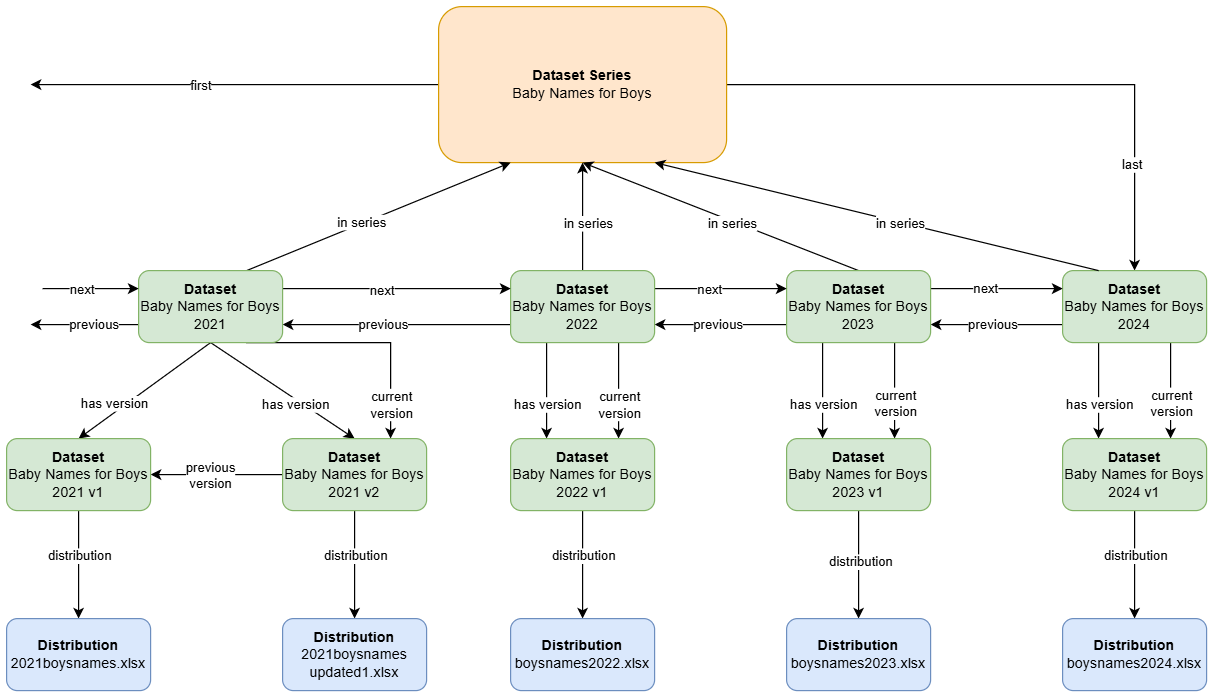 Dataset Series
Baby Names for Boys
first
last
in series
in series
in series
in series
next
Dataset
Baby Names for Boys
2021
next
Dataset
Baby Names for Boys
2022
next
Dataset
Baby Names for Boys
2023
next
Dataset
Baby Names for Boys
2024
previous
previous
previous
previous
has version
has version
current
version
has version
current
version
has version
current
version
has version
current
version
Dataset
Baby Names for Boys
2021 v1
previous
version
Dataset
Baby Names for Boys
2021 v2
Dataset
Baby Names for Boys
2022 v1
Dataset
Baby Names for Boys
2023 v1
Dataset
Baby Names for Boys
2024 v1
distribution
distribution
distribution
distribution
distribution
Distribution
2021boysnames.xlsx
Distribution
2021boysnames
updated1.xlsx
Distribution
boysnames2022.xlsx
Distribution
boysnames2023.xlsx
Distribution
boysnames2024.xlsx